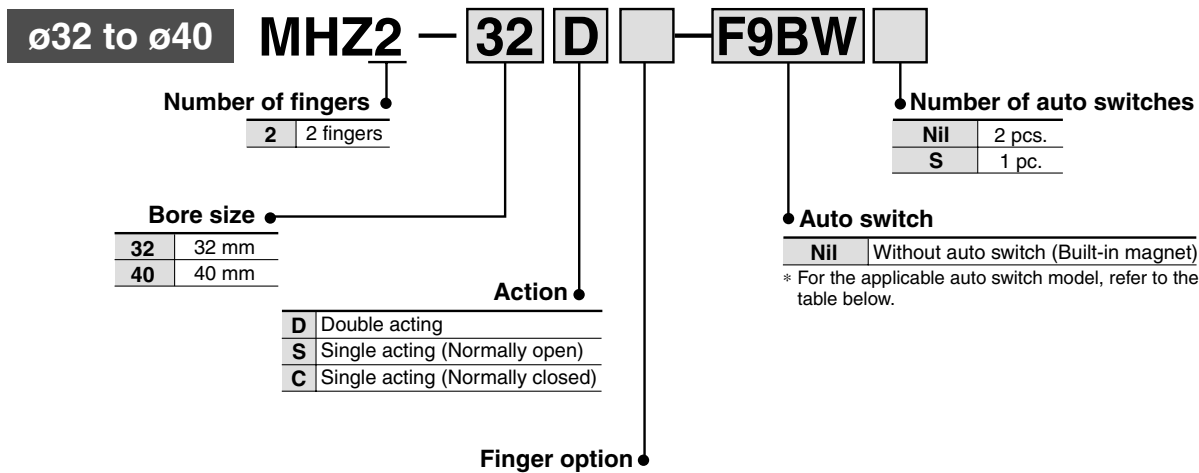 ø32 to ø40 MHZ2 — 32 D — F9BW
Number of fingers
2 2 fingers
Number of auto switches
Nil 2 pcs.
S 1 pc.
Bore size
32 32 mm
40 40 mm
Auto switch
Nil Without auto switch (Built-in magnet)
* For the applicable auto switch model, refer to the
table below.
Action
D Double acting
S Single acting (Normally open)
C Single acting (Normally closed)
Finger option